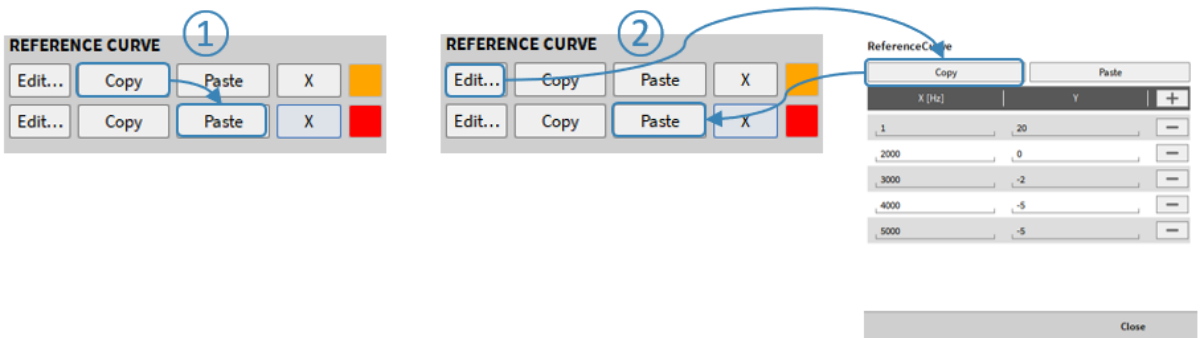 1
REFERENCE CURVE
Edit... Copy Paste X
Edit... Copy Paste X
2
REFERENCE CURVE
Edit... Copy Paste X
Edit... Copy Paste X
ReferenceCurve
Copy Paste
X [Hz] Y +
1 20
2000 0
3000 -2
4000 -5
5000 -5
Close